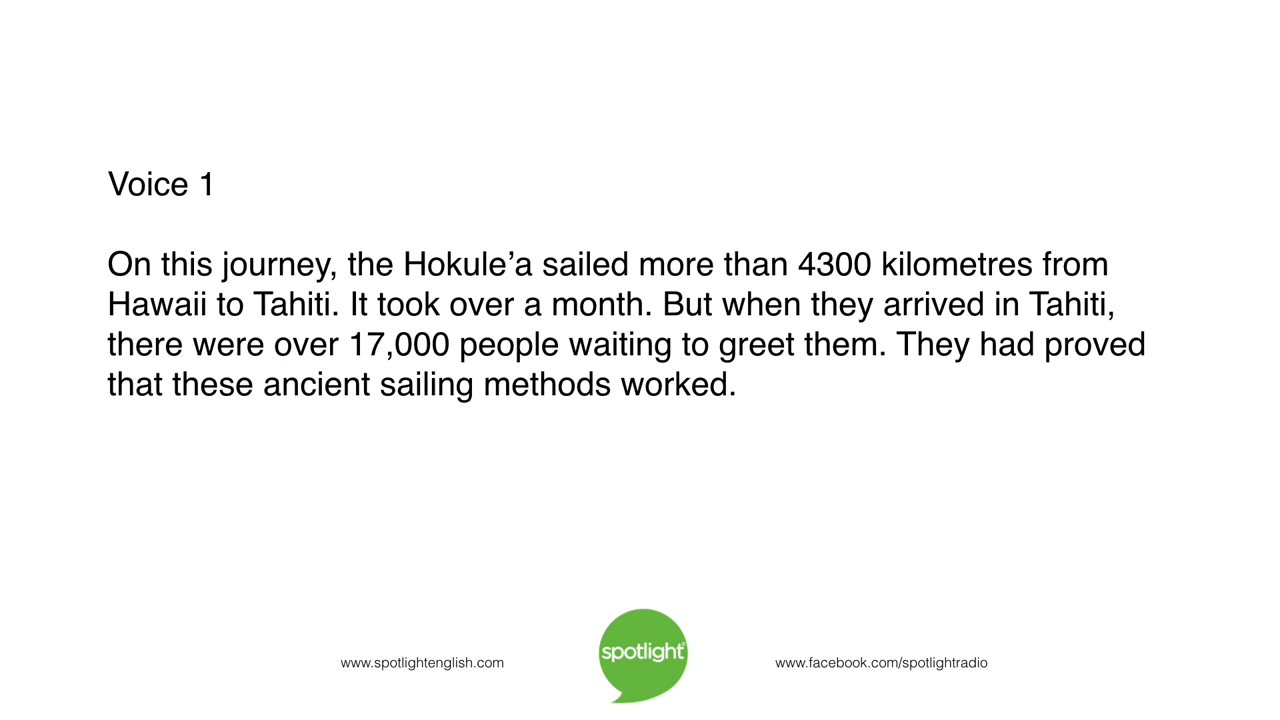 Voice 1
On this journey, the Hokule’a sailed more than 4300 kilometres from
Hawaii to Tahiti. It took over a month. But when they arrived in Tahiti,
there were over 17,000 people waiting to greet them. They had proved
that these ancient sailing methods worked.
www.spotlightenglish.com
spotlight
www.facebook.com/spotlightradio